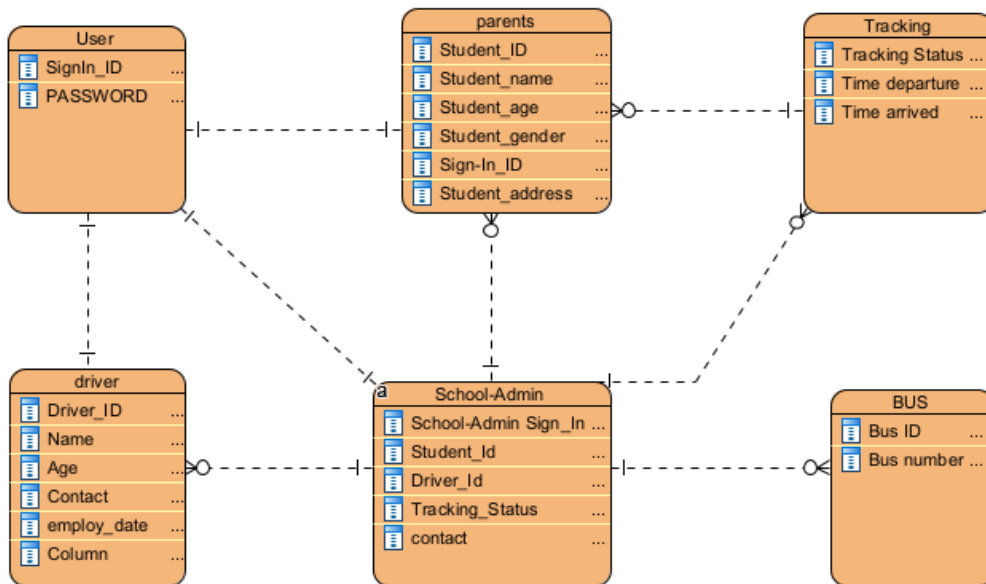 User
SignIn_ID ...
PASSWORD ...
parents
Student_ID ...
Student_name ...
Student_age ...
Student_gender ...
Sign-In_ID ...
Student_address ...
Tracking
Tracking Status ...
Time departure ...
Time arrived ...
driver
Driver_ID ...
Name ...
Age ...
Contact ...
employ_date ...
Column ...
a
School-Admin
School-Admin Sign_In ...
Student_Id ...
Driver_Id ...
Tracking_Status ...
contact ...
BUS
Bus ID ...
Bus number ...